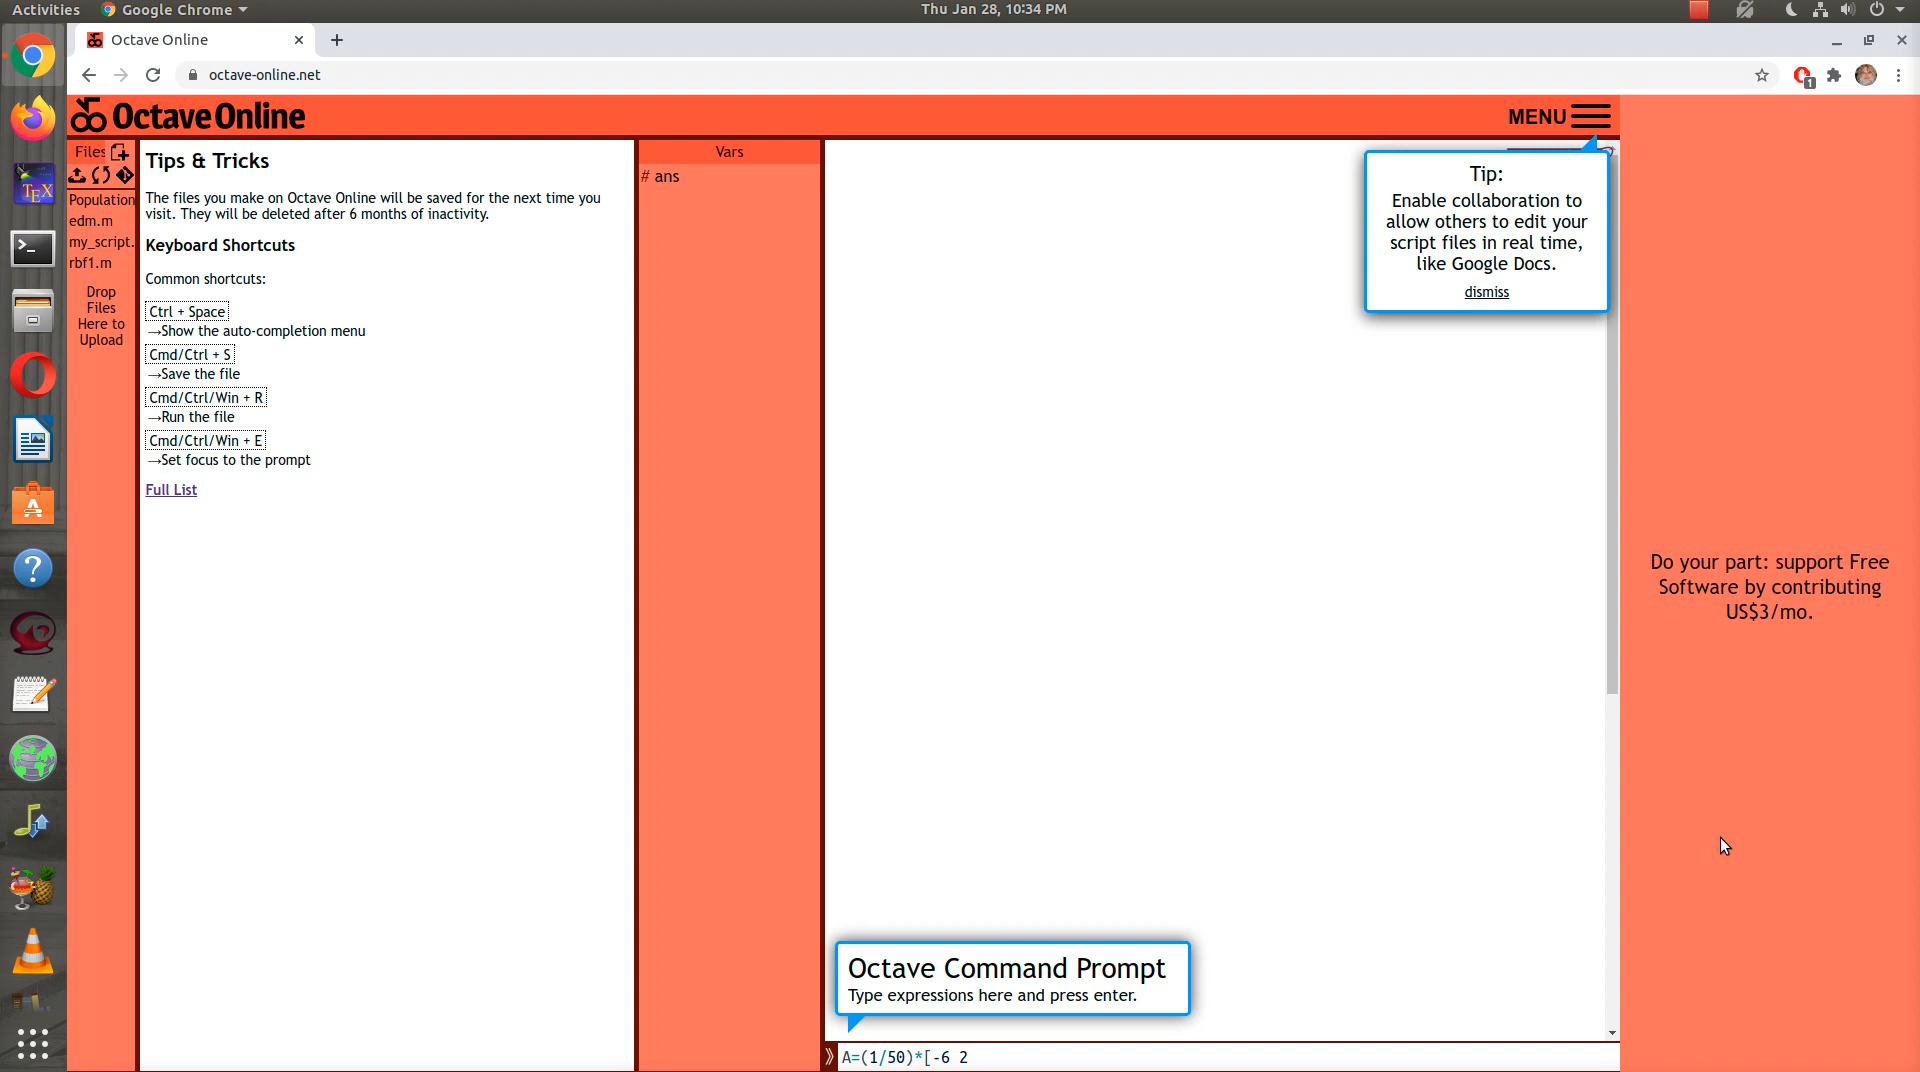 Activities
Google Chrome
Thu Jan 28, 10:34 PM
Octave Online
octave-online.net
1
Octave Online
MENU
Files
Population
edm.m
my_script.
rbf1.m
Drop
Files
Here to
Upload
Tips & Tricks
The files you make on Octave Online will be saved for the next time you
visit. They will be deleted after 6 months of inactivity.
Keyboard Shortcuts
Common shortcuts:
Ctrl + Space
→Show the auto-completion menu
Cmd/Ctrl + S
→Save the file
Cmd/Ctrl/Win + R
→Run the file
Cmd/Ctrl/Win + E
→Set focus to the prompt
Full List
Vars
# ans
Tip:
Enable collaboration to
allow others to edit your
script files in real time,
like Google Docs.
dismiss
Do your part: support Free
Software by contributing
US$3/mo.
Octave Command Prompt
Type expressions here and press enter.
A=(1/50)*[-6 2
TEX